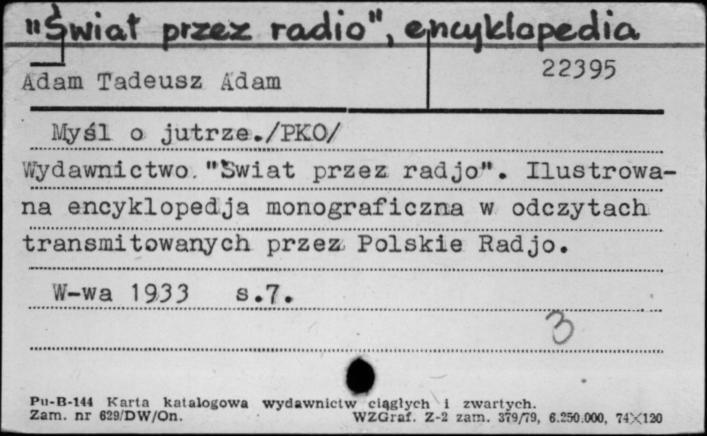 "Świat przez radio", encyklopedia
Adam Tadeusz Adam
22395
Myśl o jutrze./PKO/
Wydawnictwo."Świat przez radjo". Ilustrowa-
na encyklopedja monograficzna w odczytach
transmitowanych przez Polskie Radjo.
W-wa 1933 s.7.
3
Pu-B-144 Karta katalogowa wydawnictw ciągłych i zwartych.
Zam. nr 629/DW/On. WZGraf. Z-2 zam. 379/79, 6.250.000, 74×120